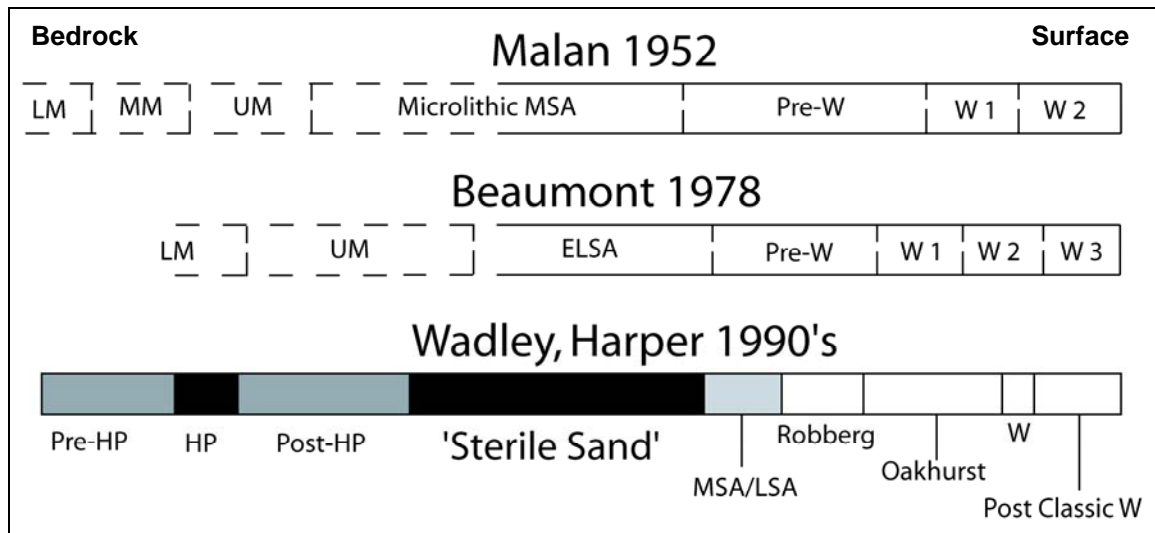 Bedrock
Surface
Malan 1952
LM MM UM Microlithic MSA Pre-W W 1 W 2
Beaumont 1978
LM UM ELSA Pre-W W 1 W 2 W 3
Wadley, Harper 1990's
Pre-HP HP Post-HP 'Sterile Sand' MSA/LSA Robberg Oakhurst W Post Classic W